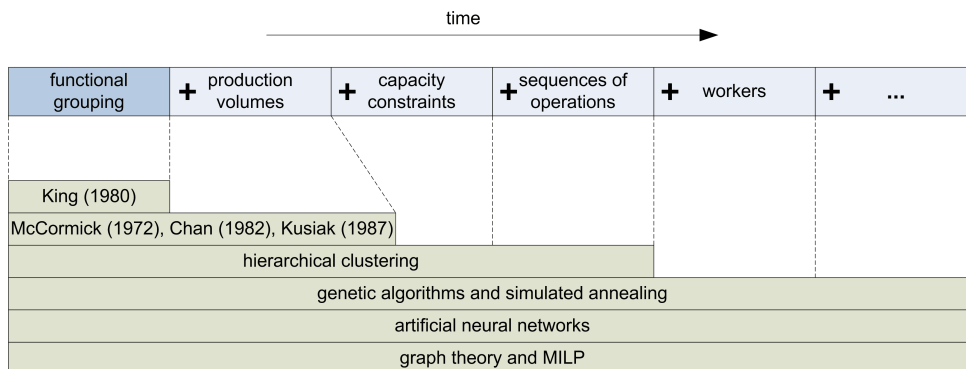 time
functional
grouping
+ production
volumes
+ capacity
constraints
+ sequences of
operations
+ workers
+ ...
King (1980)
McCormick (1972), Chan (1982), Kusiak (1987)
hierarchical clustering
genetic algorithms and simulated annealing
artificial neural networks
graph theory and MILP